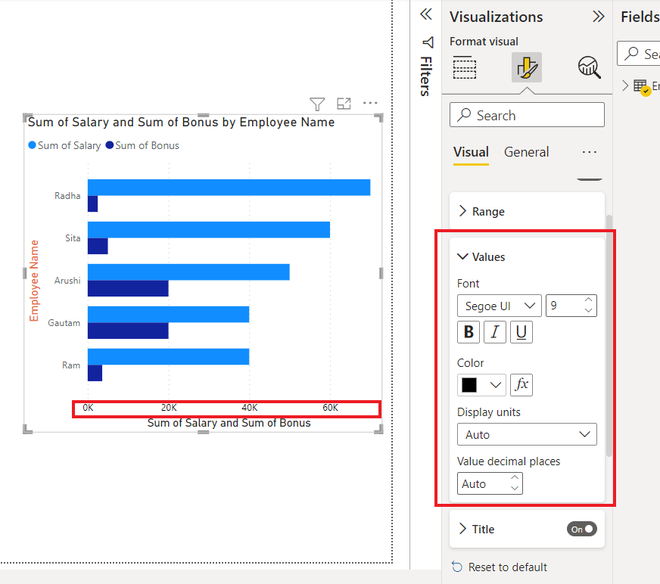 Visualizations
Fields
Format visual
Filters
Search
Visual General
Range
Values
Font
Segoe UI 9
B I U
Color
fx
Display units
Auto
Value decimal places
Auto
Title On
Reset to default
Sum of Salary and Sum of Bonus by Employee Name
Sum of Salary Sum of Bonus
Employee Name
Radha
Sita
Arushi
Gautam
Ram
0K 20K 40K 60K
Sum of Salary and Sum of Bonus